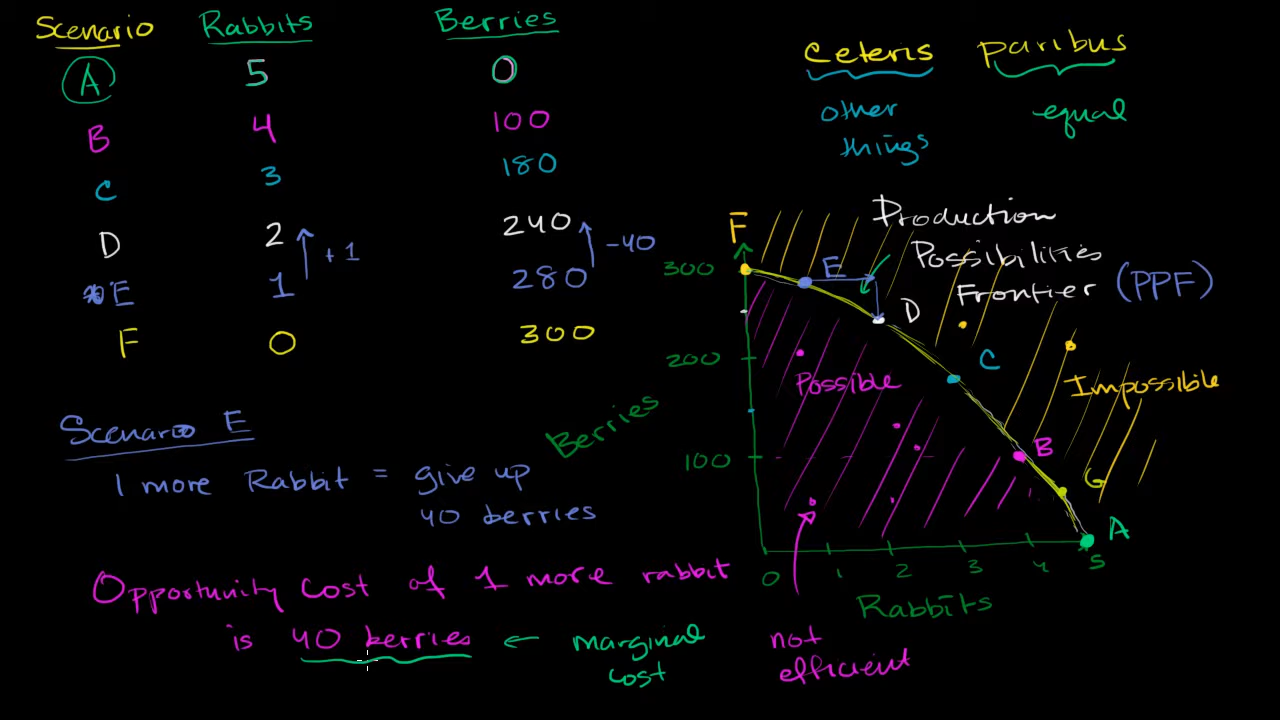 Scenario Rabbits Berries
A 5 0
B 4 100
C 3 180
D 2 240
E 1 280
F 0 300
+1
-40
Scenario E
1 more Rabbit = give up
40 berries
Opportunity Cost of 1 more rabbit
is 40 berries ← marginal
cost
Ceteris paribus
other equal
things
Production
Possibilities
Frontier (PPF)
F
E
D
C
B
G
A
300
200
100
Berries
Possible
Impossible
0 1 2 3 4 5
Rabbits
not
efficient